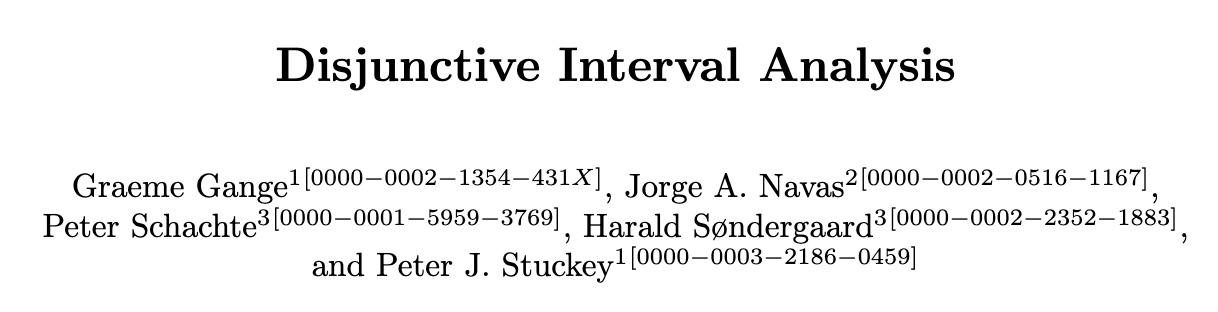 Disjunctive Interval Analysis
Graeme Gange1[0000−0002−1354−431X], Jorge A. Navas2[0000−0002−0516−1167],
Peter Schachte3[0000−0001−5959−3769], Harald Søndergaard3[0000−0002−2352−1883],
and Peter J. Stuckey1[0000−0003−2186−0459]